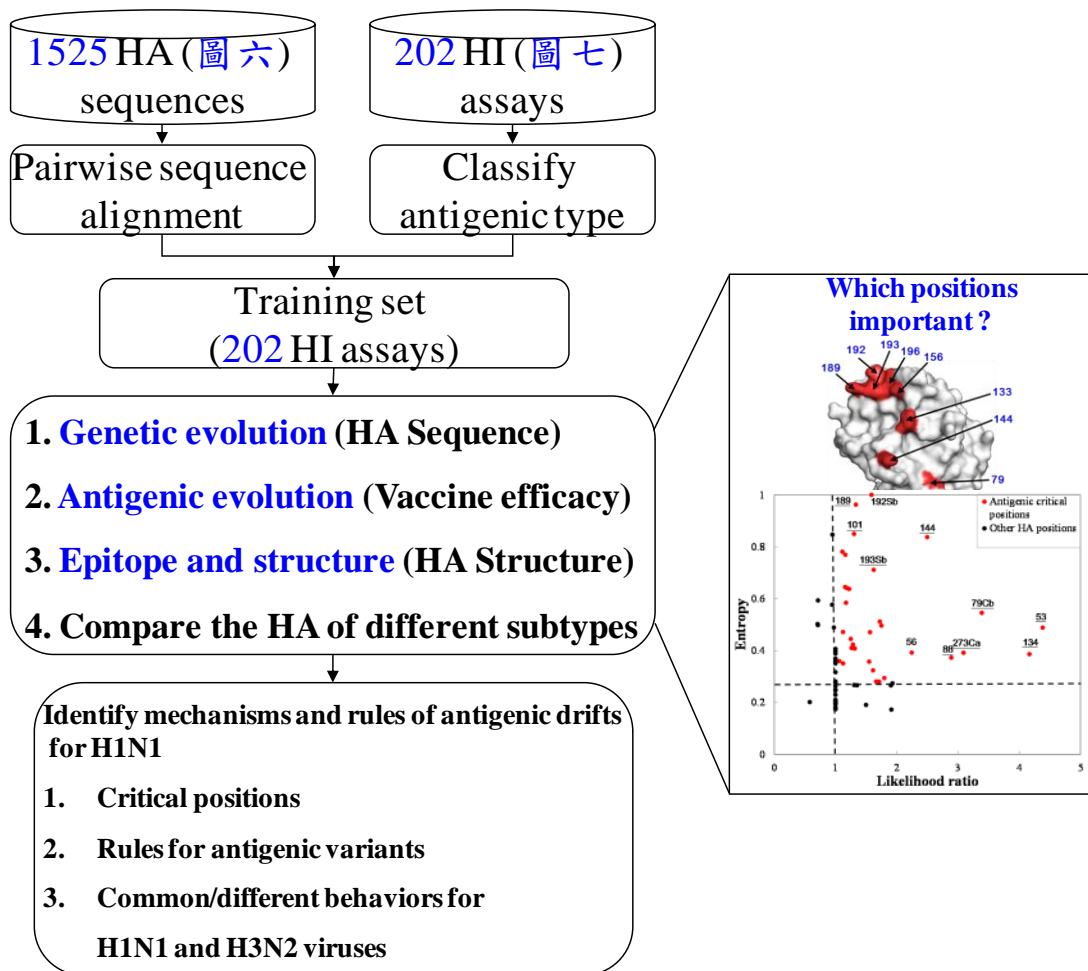 1525 HA (圖六)
sequences
202 HI (圖七)
assays
Pairwise sequence
alignment
Classify
antigenic type
Training set
(202 HI assays)
1. Genetic evolution (HA Sequence)
2. Antigenic evolution (Vaccine efficacy)
3. Epitope and structure (HA Structure)
4. Compare the HA of different subtypes
Identify mechanisms and rules of antigenic drifts
for H1N1
1. Critical positions
2. Rules for antigenic variants
3. Common/different behaviors for
H1N1 and H3N2 viruses
Which positions
important ?
193
192
196
189
156
133
144
79
1
0.8
0.6
0.4
0.2
0
Entropy
189
192Sb
101
144
193Sb
79Cb
53
56
88
273Ca
134
Antigenic critical
positions
Other HA positions
0 1 2 3 4 5
Likelihood ratio